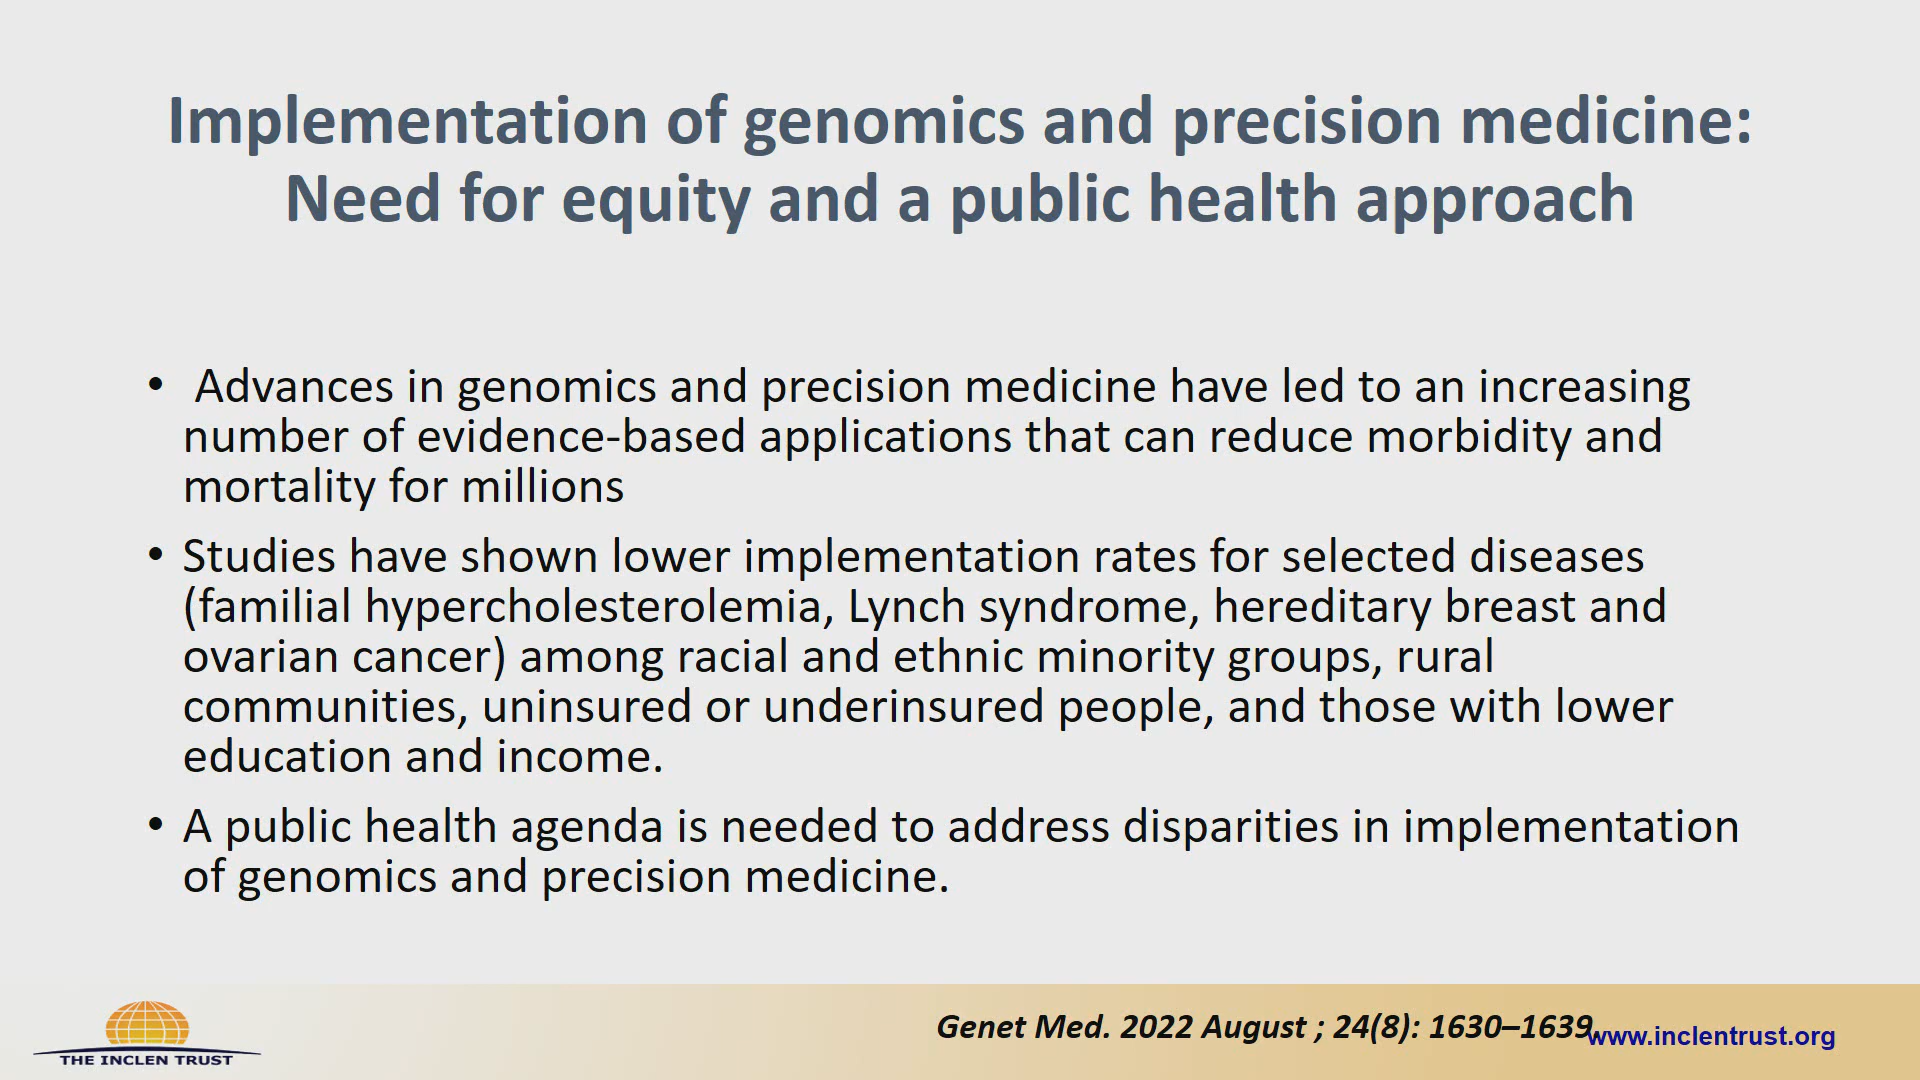 Implementation of genomics and precision medicine:
Need for equity and a public health approach
• Advances in genomics and precision medicine have led to an increasing
number of evidence-based applications that can reduce morbidity and
mortality for millions
• Studies have shown lower implementation rates for selected diseases
(familial hypercholesterolemia, Lynch syndrome, hereditary breast and
ovarian cancer) among racial and ethnic minority groups, rural
communities, uninsured or underinsured people, and those with lower
education and income.
• A public health agenda is needed to address disparities in implementation
of genomics and precision medicine.
Genet Med. 2022 August ; 24(8): 1630–1639.
www.inclentrust.org
THE INCLEN TRUST